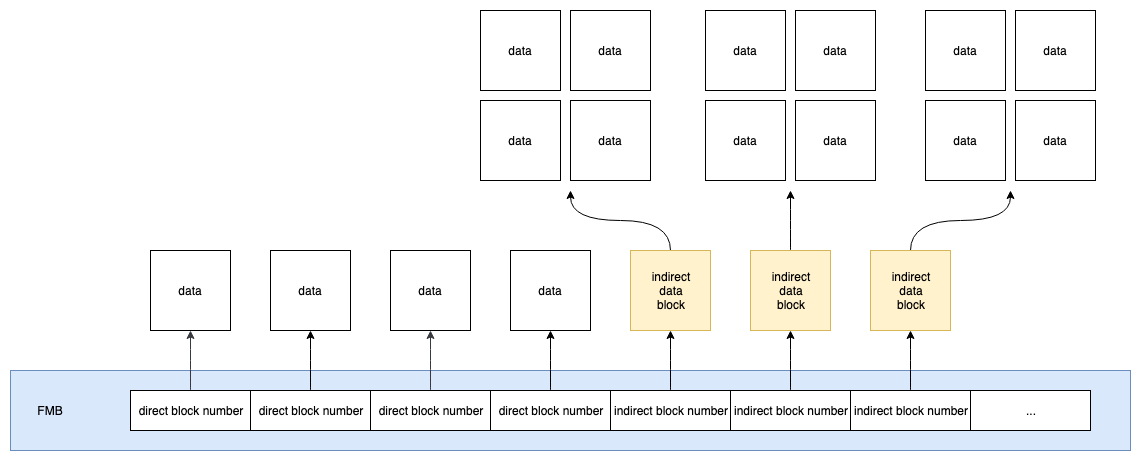 data data data data data data
data data data data data data
data data data data indirect indirect indirect
data data data
block block block
FMB direct block number direct block number direct block number direct block number indirect block number indirect block number indirect block number ...